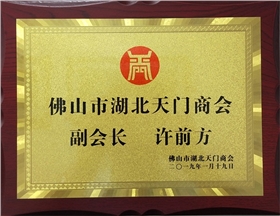 佛山市湖北天门商会
副会长 许前方
佛山市湖北天门商会
二〇一九年一月十九日